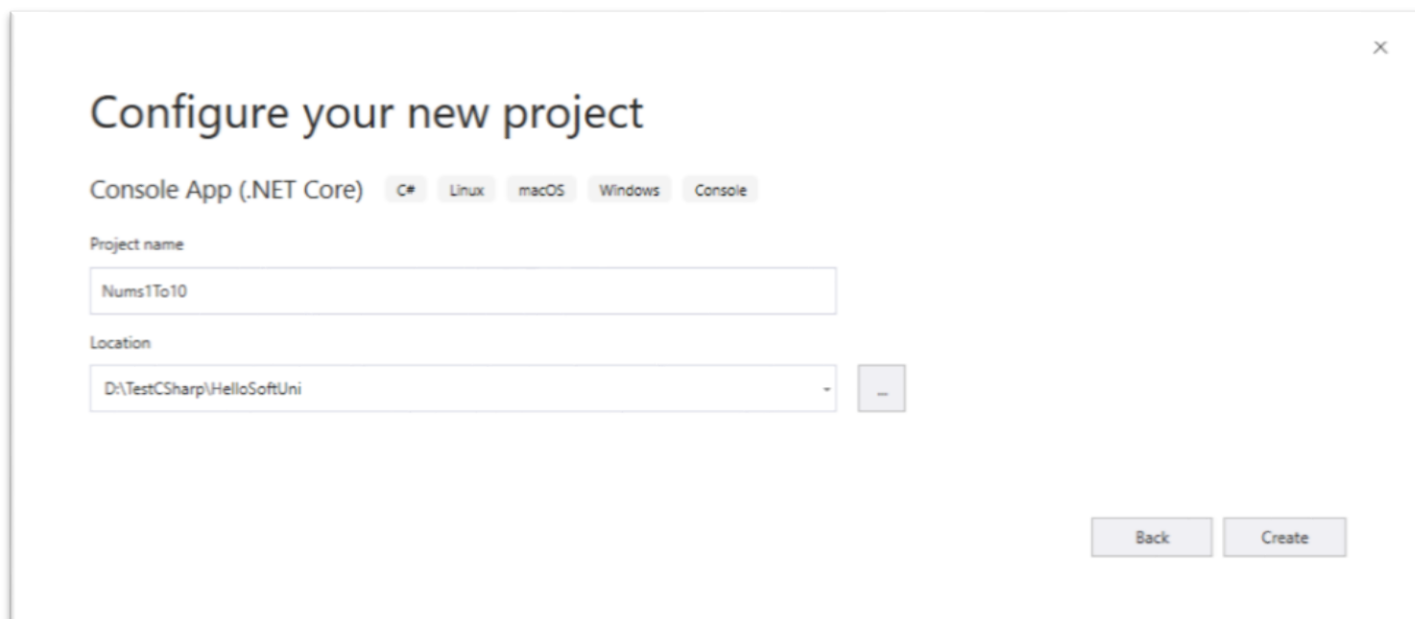 Configure your new project
Console App (.NET Core) C# Linux macOS Windows Console
Project name
Nums1To10
Location
D:\TestCSharp\HelloSoftUni
...
Back Create